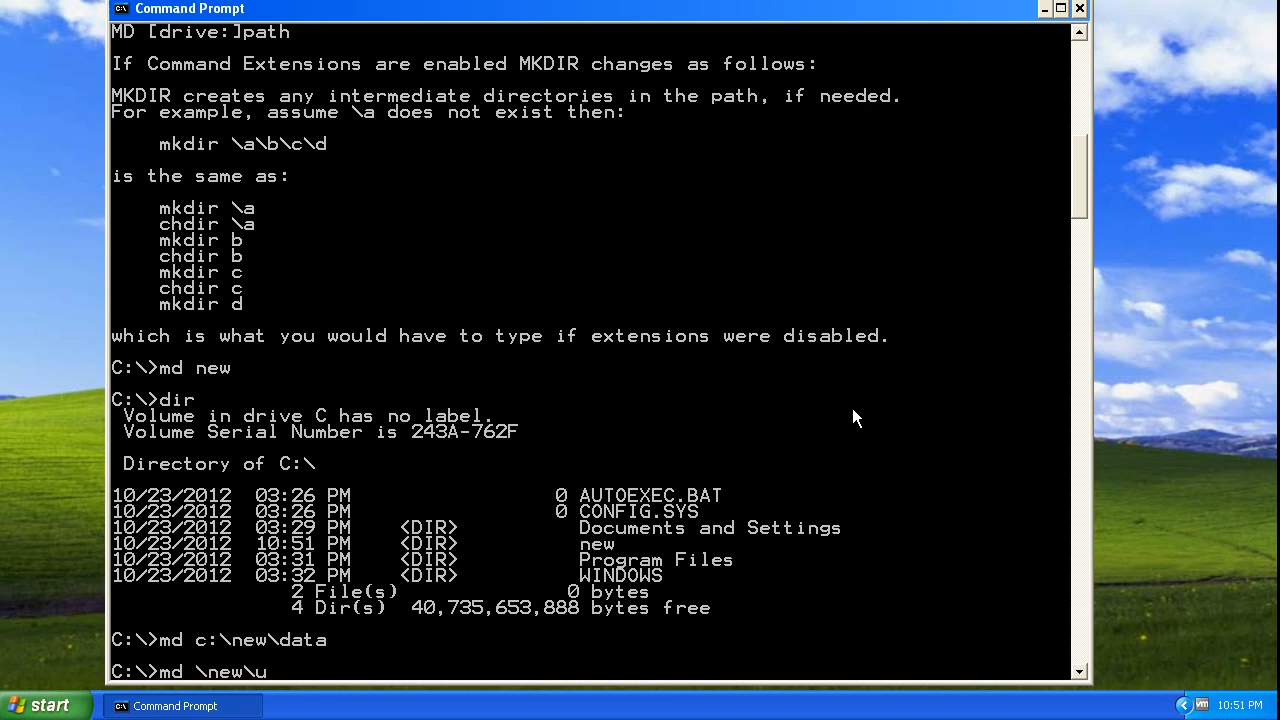 Command Prompt
MD [drive:]path
If Command Extensions are enabled MKDIR changes as follows:
MKDIR creates any intermediate directories in the path, if needed.
For example, assume \a does not exist then:
mkdir \a\b\c\d
is the same as:
mkdir \a
chdir \a
mkdir b
chdir b
mkdir c
chdir c
mkdir d
which is what you would have to type if extensions were disabled.
C:\>md new
C:\>dir
Volume in drive C has no label.
Volume Serial Number is 243A-762F
Directory of C:\
10/23/2012  03:26 PM                 0 AUTOEXEC.BAT
10/23/2012  03:26 PM                 0 CONFIG.SYS
10/23/2012  03:29 PM    <DIR>          Documents and Settings
10/23/2012  10:51 PM    <DIR>          new
10/23/2012  03:31 PM    <DIR>          Program Files
10/23/2012  03:32 PM    <DIR>          WINDOWS
2 File(s)              0 bytes
4 Dir(s)  40,735,653,888 bytes free
C:\>md c:\new\data
C:\>md \new\u
start
Command Prompt
vm
10:51 PM